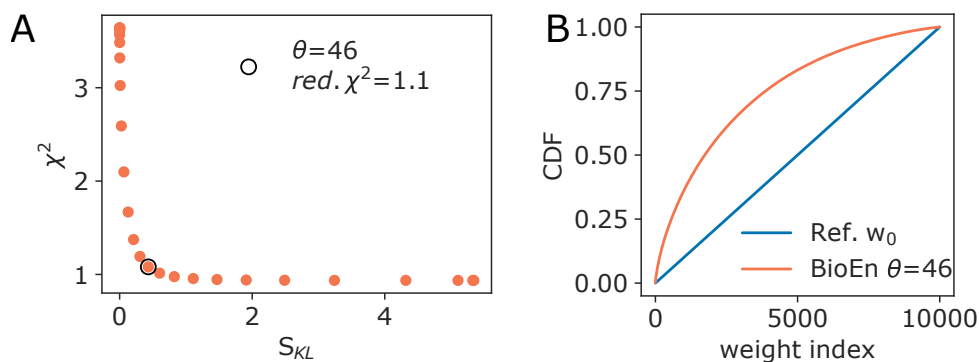 A
χ²
3
2
1
θ=46
red. χ²=1.1
0
2
4
S_KL
B
CDF
1.00
0.75
0.50
0.25
0.00
Ref. w₀
BioEn θ=46
0
5000
10000
weight index